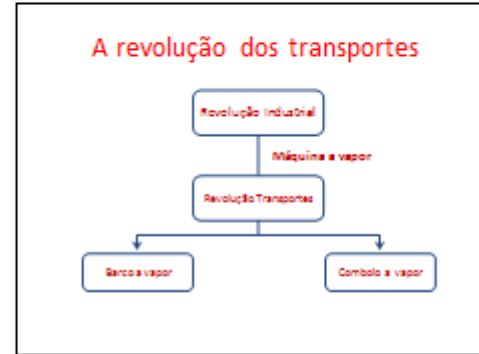 A revolução dos transportes
Revolução Industrial
Máquina a vapor
Revolução Transportes
Barco a vapor
Comboio a vapor